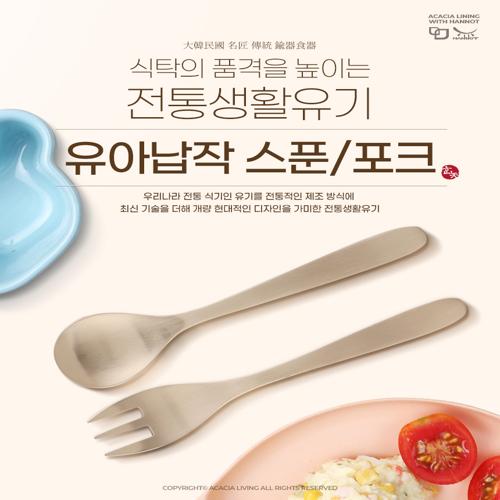 ACACIA LINING
WITH HANNOT
HANNOT
大韓民國 名匠 傳統 鍮器食器
식탁의 품격을 높이는
전통생활유기
유아납작 스푼/포크
우리나라 전통 식기인 유기를 전통적인 제조 방식에
최신 기술을 더해 개량 현대적인 디자인을 가미한 전통생활유기
COPYRIGHT© ACACIA LIVING ALL RIGHTS RESERVED